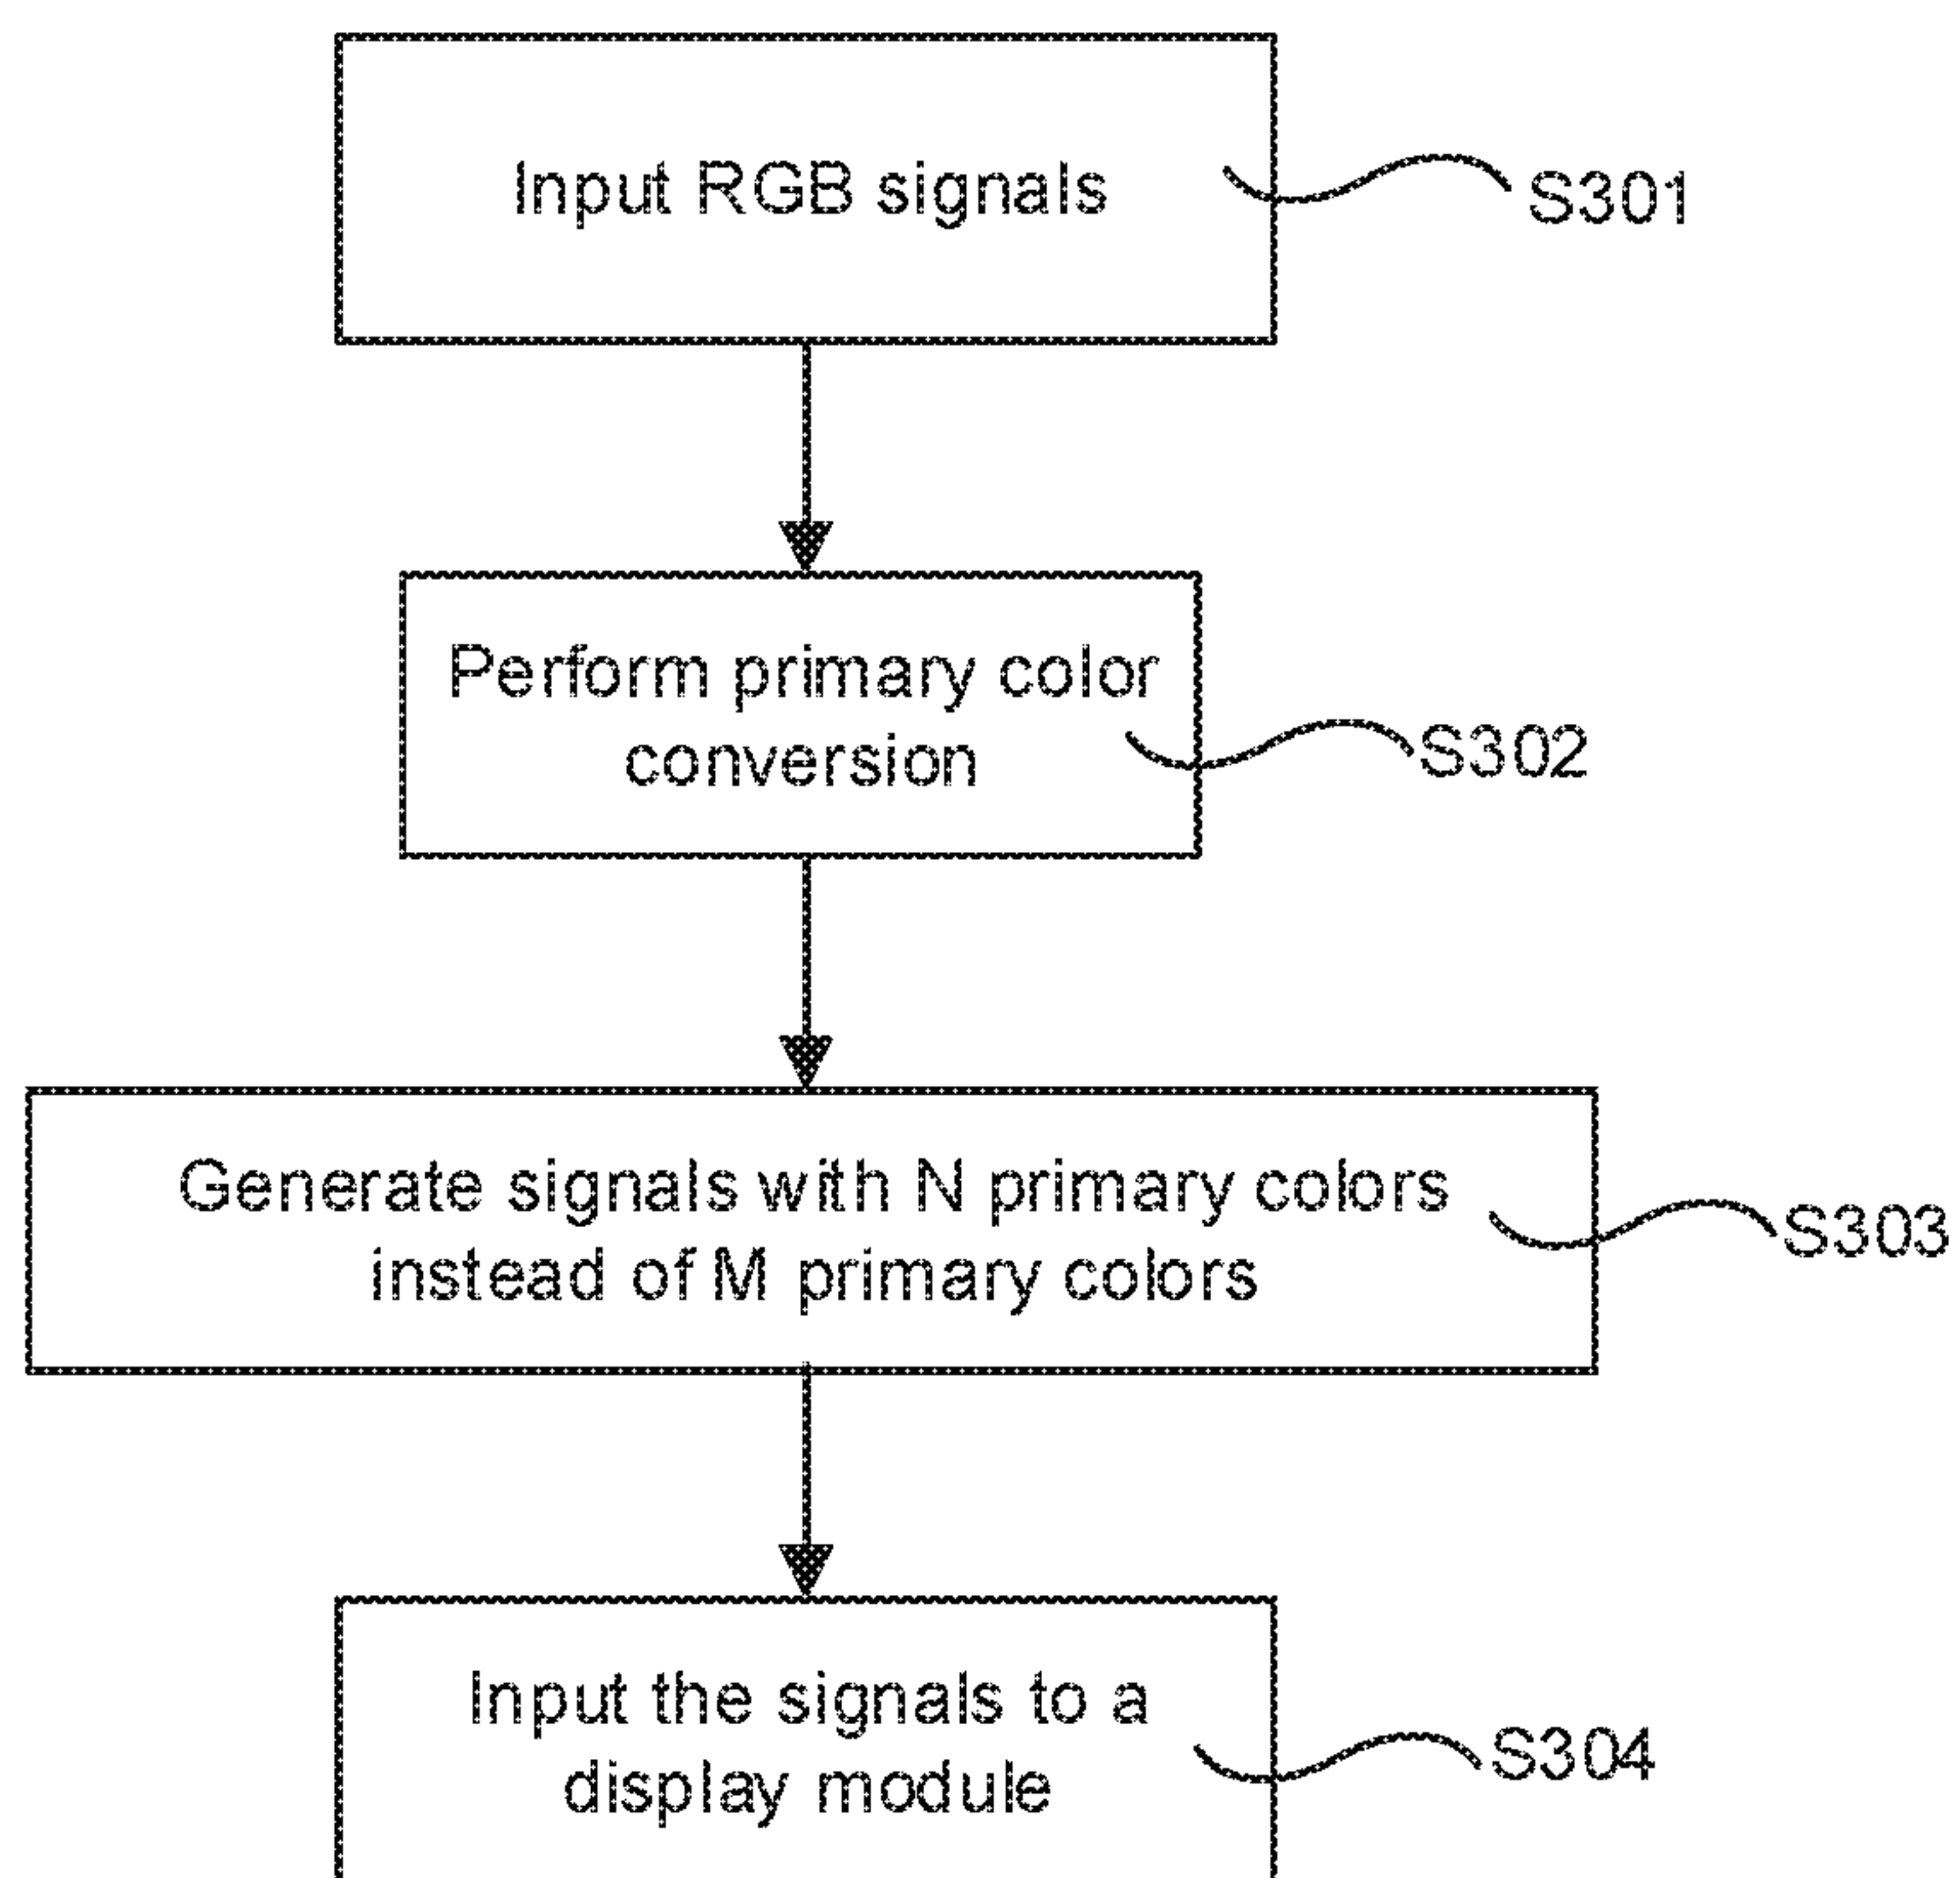 Input RGB signals
S301
Perform primary color
conversion
S302
Generate signals with N primary colors
instead of M primary colors
S303
Input the signals to a
display module
S304